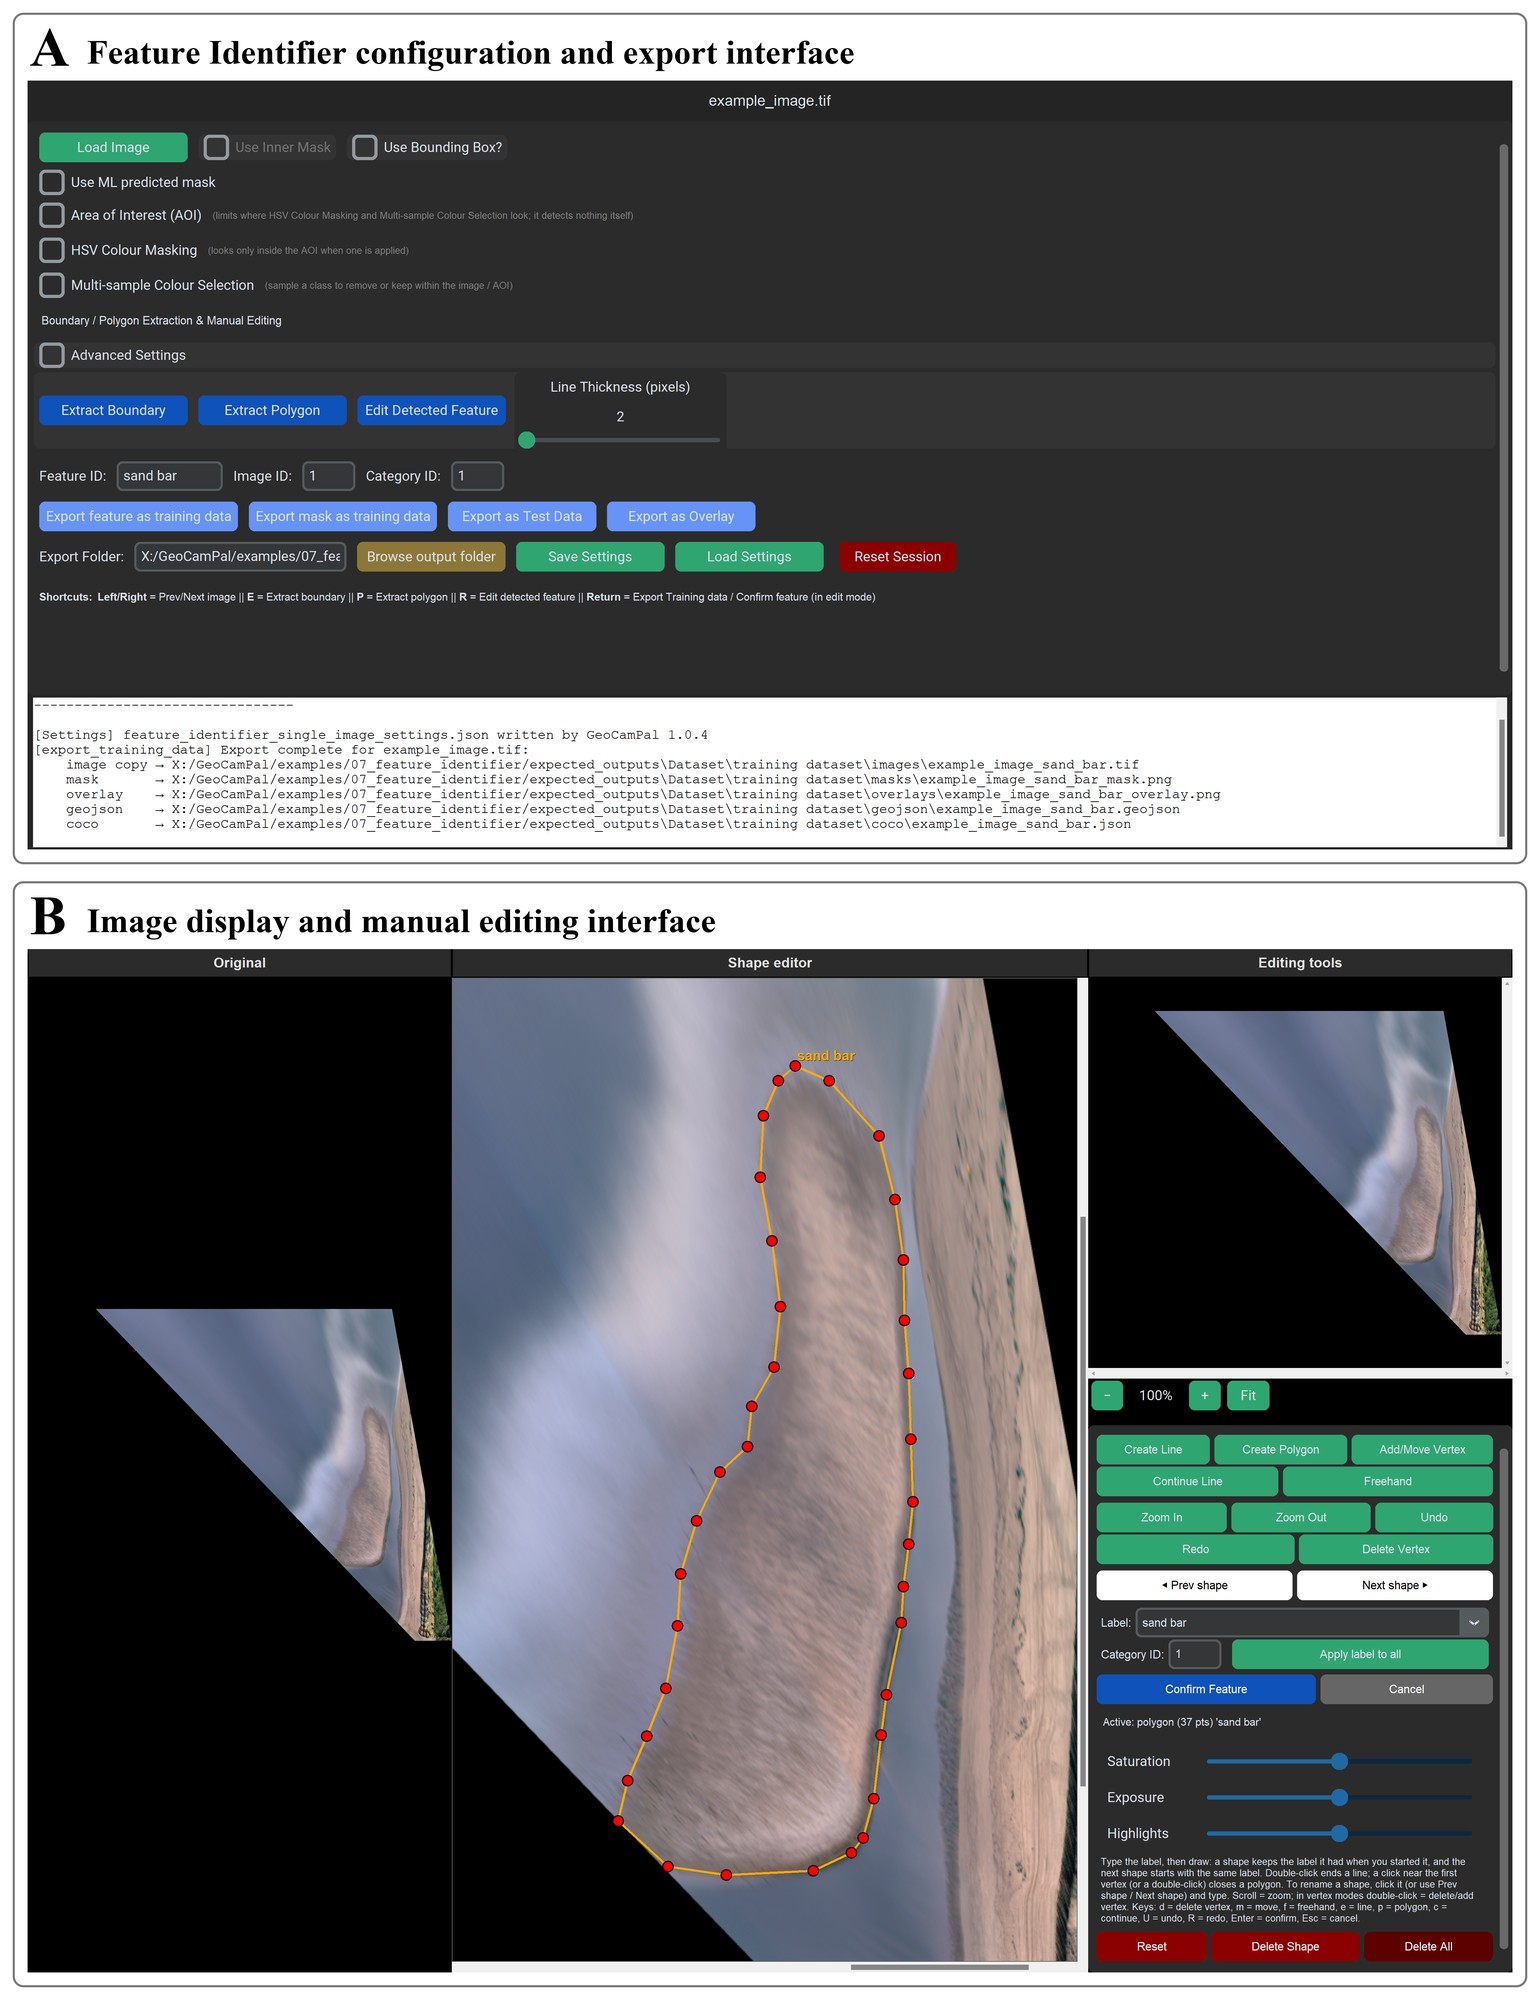 A Feature Identifier configuration and export interface
example_image.tif
Load Image Use Inner Mask Use Bounding Box?
Use ML predicted mask
Area of Interest (AOI) (limits where HSV Colour Masking and Multi-sample Colour Selection look; it detects nothing itself)
HSV Colour Masking (looks only inside the AOI when one is applied)
Multi-sample Colour Selection (sample a class to remove or keep within the image / AOI)
Boundary / Polygon Extraction & Manual Editing
Advanced Settings
Line Thickness (pixels)
Extract Boundary Extract Polygon Edit Detected Feature 2
Feature ID: sand bar Image ID: 1 Category ID: 1
Export feature as training data Export mask as training data Export as Test Data Export as Overlay
Export Folder: X:/GeoCamPal/examples/07_fea Browse output folder Save Settings Load Settings Reset Session
Shortcuts: Left/Right = Prev/Next image || E = Extract boundary || P = Extract polygon || R = Edit detected feature || Return = Export Training data / Confirm feature (in edit mode)
--------------------------------
[Settings] feature_identifier_single_image_settings.json written by GeoCamPal 1.0.4
[export_training_data] Export complete for example_image.tif:
image copy → X:/GeoCamPal/examples/07_feature_identifier/expected_outputs\Dataset\training dataset\images\example_image_sand_bar.tif
mask → X:/GeoCamPal/examples/07_feature_identifier/expected_outputs\Dataset\training dataset\masks\example_image_sand_bar_mask.png
overlay → X:/GeoCamPal/examples/07_feature_identifier/expected_outputs\Dataset\training dataset\overlays\example_image_sand_bar_overlay.png
geojson → X:/GeoCamPal/examples/07_feature_identifier/expected_outputs\Dataset\training dataset\geojson\example_image_sand_bar.geojson
coco → X:/GeoCamPal/examples/07_feature_identifier/expected_outputs\Dataset\training dataset\coco\example_image_sand_bar.json
B Image display and manual editing interface
Original Shape editor Editing tools
sand bar
− 100% + Fit
Create Line Create Polygon Add/Move Vertex
Continue Line Freehand
Zoom In Zoom Out Undo
Redo Delete Vertex
◂ Prev shape Next shape ▸
Label: sand bar
Category ID: 1 Apply label to all
Confirm Feature Cancel
Active: polygon (37 pts) 'sand bar'
Saturation
Exposure
Highlights
Type the label, then draw: a shape keeps the label it had when you started it, and the
next shape starts with the same label. Double-click ends a line; a click near the first
vertex (or a double-click) closes a polygon. To rename a shape, click it (or use Prev
shape / Next shape) and type. Scroll = zoom; in vertex modes double-click = delete/add
vertex. Keys: d = delete vertex, m = move, f = freehand, e = line, p = polygon, c =
continue, U = undo, R = redo, Enter = confirm, Esc = cancel.
Reset Delete Shape Delete All